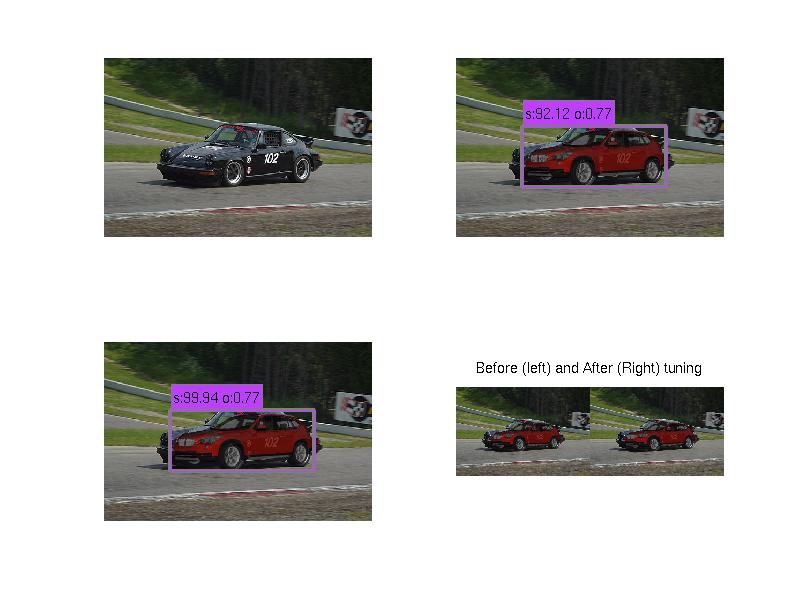 102
s:92.12 o:0.77
102
s:99.94 o:0.77
102
Before (left) and After (Right) tuning